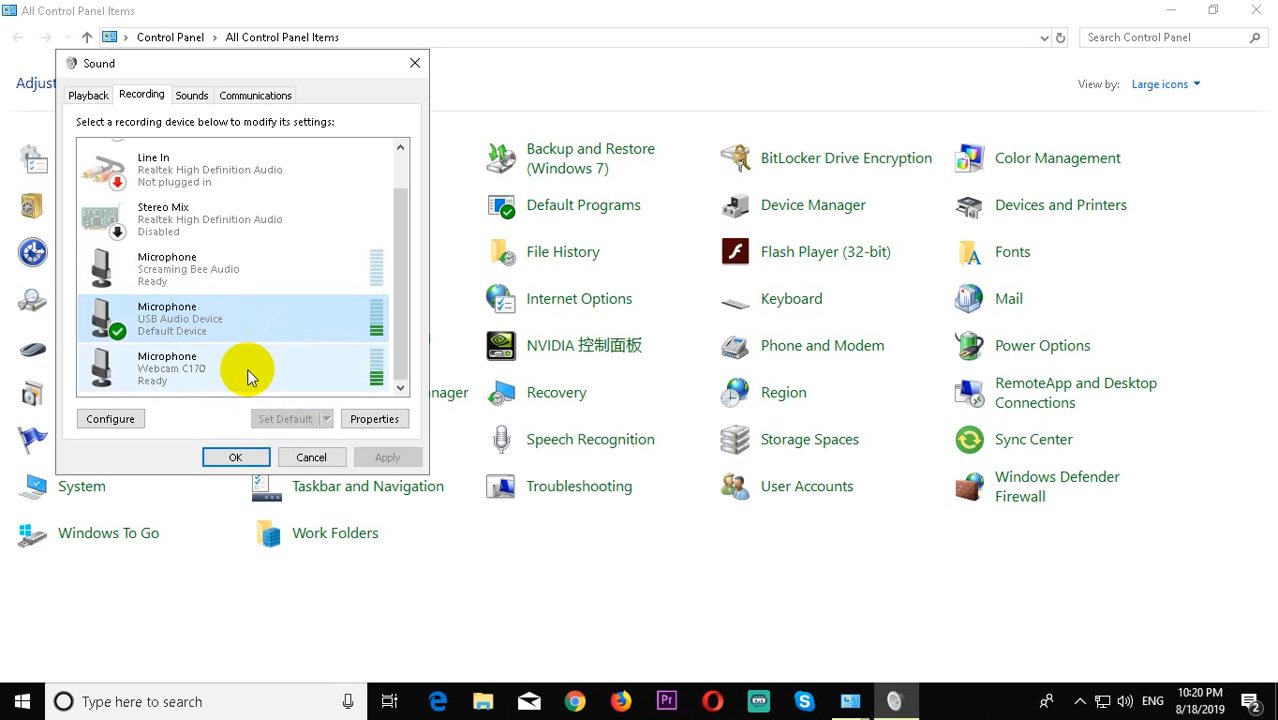 All Control Panel Items
Control Panel
All Control Panel Items
Search Control Panel
Adjust
View by:
Large icons
Sound
Playback
Recording
Sounds
Communications
Select a recording device below to modify its settings:
Line In
Realtek High Definition Audio
Not plugged in
Stereo Mix
Realtek High Definition Audio
Disabled
Microphone
Screaming Bee Audio
Ready
Microphone
USB Audio Device
Default Device
Microphone
Webcam C170
Ready
Configure
Set Default
Properties
OK
Cancel
Apply
Backup and Restore
(Windows 7)
BitLocker Drive Encryption
Color Management
Default Programs
Device Manager
Devices and Printers
File History
Flash Player (32-bit)
Fonts
Internet Options
Keyboard
Mail
NVIDIA 控制面板
Phone and Modem
Power Options
anager
Recovery
Region
RemoteApp and Desktop
Connections
Speech Recognition
Storage Spaces
Sync Center
System
Taskbar and Navigation
Troubleshooting
User Accounts
Windows Defender
Firewall
Windows To Go
Work Folders
Type here to search
Pr
ENG
10:20 PM
8/18/2019
2